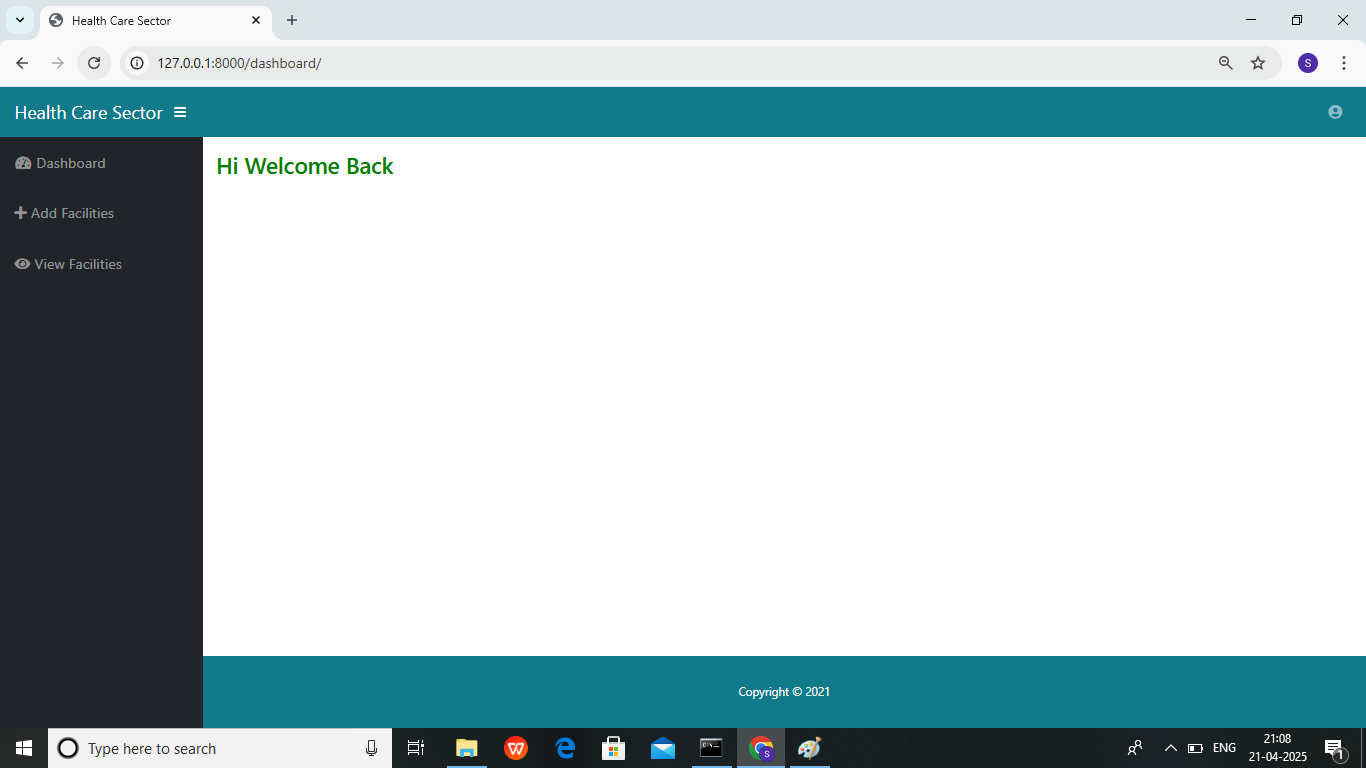 Health Care Sector
127.0.0.1:8000/dashboard/
S
Health Care Sector
Dashboard
Add Facilities
View Facilities
Hi Welcome Back
Copyright © 2021
Type here to search
W
S
ENG
21:08
21-04-2025
1